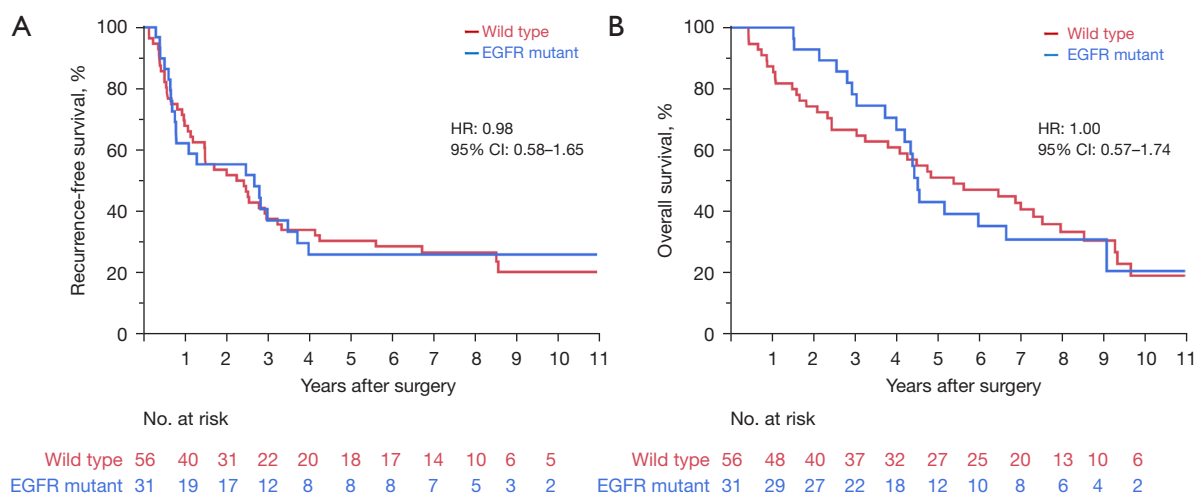 A
Recurrence-free survival, %
100
80
60
40
20
0
Wild type
EGFR mutant
HR: 0.98
95% CI: 0.58–1.65
1 2 3 4 5 6 7 8 9 10 11
Years after surgery
No. at risk
Wild type 56 40 31 22 20 18 17 14 10 6 5
EGFR mutant 31 19 17 12 8 8 8 7 5 3 2
B
Overall survival, %
100
80
60
40
20
0
Wild type
EGFR mutant
HR: 1.00
95% CI: 0.57–1.74
1 2 3 4 5 6 7 8 9 10 11
Years after surgery
No. at risk
Wild type 56 48 40 37 32 27 25 20 13 10 6
EGFR mutant 31 29 27 22 18 12 10 8 6 4 2